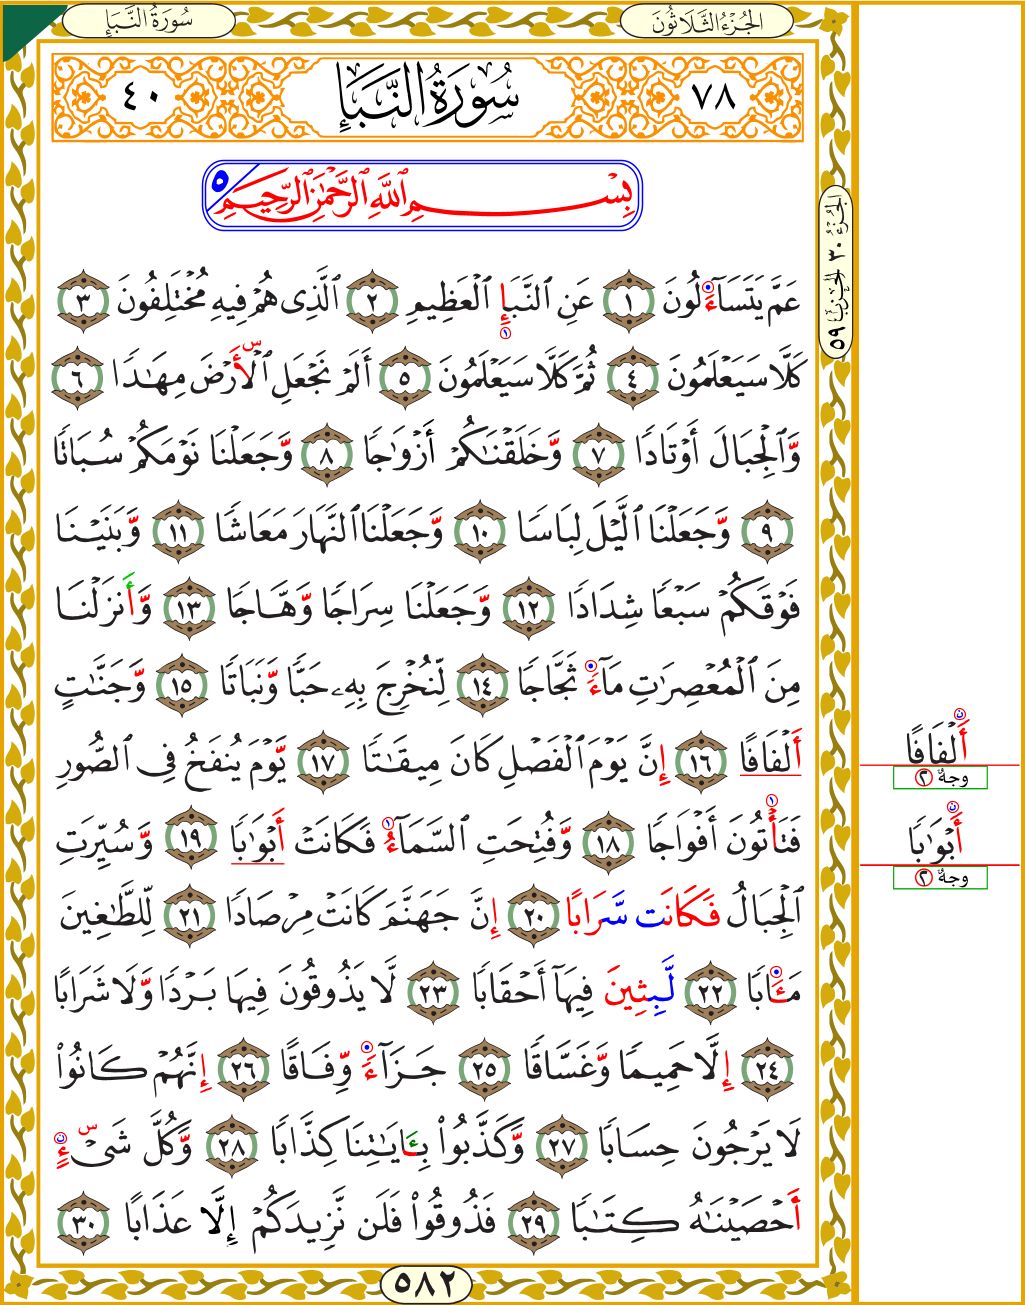 الجُزْءُ الثَّلَاثُونَ
سُورَةُ النَّبَإِ
٧٨
سُورَةُ النَّبَإِ
٤٠
بِسْمِ اللَّهِ الرَّحْمَٰنِ الرَّحِيمِ ٥
عَمَّ يَتَسَآءَلُونَ ١ عَنِ ٱلنَّبَإِ ٱلْعَظِيمِ ٢ ٱلَّذِى هُمْ فِيهِ مُخْتَلِفُونَ ٣
كَلَّا سَيَعْلَمُونَ ٤ ثُمَّ كَلَّا سَيَعْلَمُونَ ٥ أَلَمْ نَجْعَلِ ٱلْأَرْضَ مِهَٰدًا ٦
وَّٱلْجِبَالَ أَوْتَادًا ٧ وَّخَلَقْنَٰكُمْ أَزْوَٰجًا ٨ وَّجَعَلْنَا نَوْمَكُمْ سُبَاتًا
٩ وَّجَعَلْنَا ٱلَّيْلَ لِبَاسًا ١٠ وَّجَعَلْنَا ٱلنَّهَارَ مَعَاشًا ١١ وَّبَنَيْنَا
فَوْقَكُمْ سَبْعًا شِدَادًا ١٢ وَّجَعَلْنَا سِرَاجًا وَّهَّاجًا ١٣ وَّأَنزَلْنَا
مِنَ ٱلْمُعْصِرَٰتِ مَآءً ثَجَّاجًا ١٤ لِّنُخْرِجَ بِهِۦ حَبًّا وَّنَبَاتًا ١٥ وَّجَنَّٰتٍ
أَلْفَافًا ١٦ إِنَّ يَوْمَ ٱلْفَصْلِ كَانَ مِيقَٰتًا ١٧ يَّوْمَ يُنفَخُ فِى ٱلصُّورِ
فَتَأْتُونَ أَفْوَاجًا ١٨ وَّفُتِحَتِ ٱلسَّمَآءُ فَكَانَتْ أَبْوَٰبًا ١٩ وَّسُيِّرَتِ
ٱلْجِبَالُ فَكَانَت سَّرَابًا ٢٠ إِنَّ جَهَنَّمَ كَانَتْ مِرْصَادًا ٢١ لِّلطَّٰغِينَ
مَـَٔابًا ٢٢ لَّٰبِثِينَ فِيهَآ أَحْقَابًا ٢٣ لَّا يَذُوقُونَ فِيهَا بَرْدًا وَّلَا شَرَابًا
٢٤ إِلَّا حَمِيمًا وَّغَسَّاقًا ٢٥ جَزَآءً وِّفَاقًا ٢٦ إِنَّهُمْ كَانُوا۟
لَا يَرْجُونَ حِسَابًا ٢٧ وَّكَذَّبُوا۟ بِـَٔايَٰتِنَا كِذَّابًا ٢٨ وَّكُلَّ شَىْءٍ
أَحْصَيْنَٰهُ كِتَٰبًا ٢٩ فَذُوقُوا۟ فَلَن نَّزِيدَكُمْ إِلَّا عَذَابًا ٣٠
٥٨٢
الجزء ٣٠ الحزب ٥٩
أَلْفَافًا
وجهٌ ٢
أَبْوَٰبًا
وجهٌ ٢